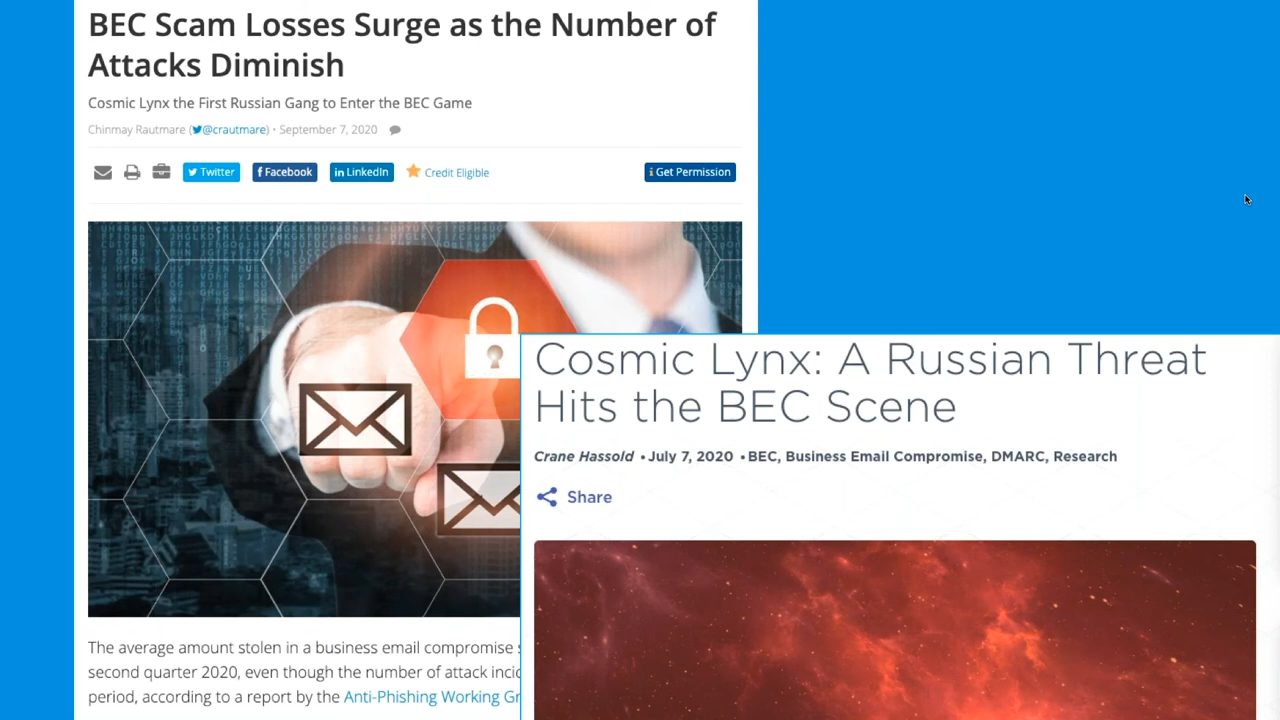 BEC Scam Losses Surge as the Number of
Attacks Diminish
Cosmic Lynx the First Russian Gang to Enter the BEC Game
Chinmay Rautmare (@crautmare) • September 7, 2020
Twitter
Facebook
LinkedIn
Credit Eligible
Get Permission
The average amount stolen in a business email compromise
second quarter 2020, even though the number of attack
period, according to a report by the Anti-Phishing Working
Cosmic Lynx: A Russian Threat
Hits the BEC Scene
Crane Hassold • July 7, 2020 • BEC, Business Email Compromise, DMARC, Research
Share